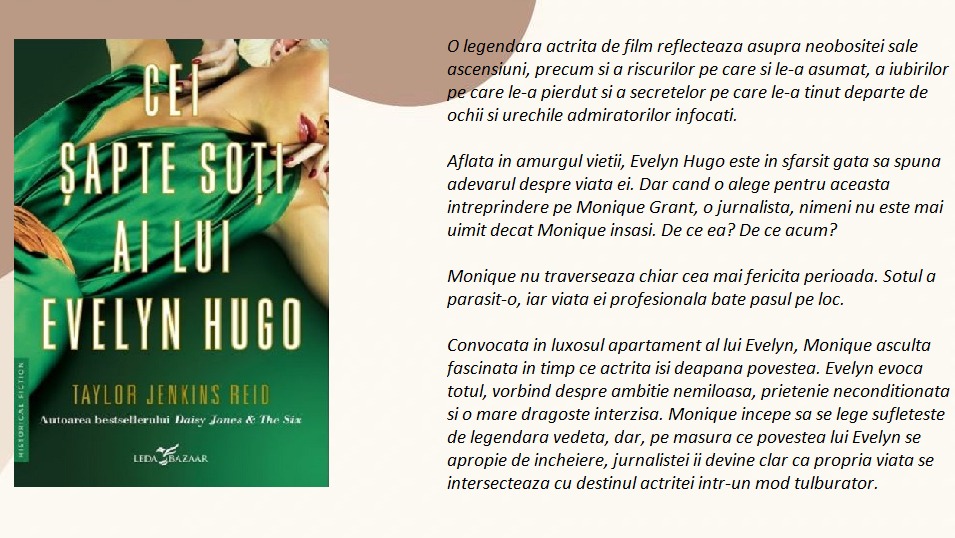 CEI
ȘAPTE SOȚI
AI LUI
EVELYN HUGO
TAYLOR JENKINS REID
Autoarea bestsellerului Daisy Jones & The Six
LEDA BAZAAR
HISTORICAL FICTION
O legendara actrita de film reflecteaza asupra neobositei sale
ascensiuni, precum si a riscurilor pe care si le-a asumat, a iubirilor
pe care le-a pierdut si a secretelor pe care le-a tinut departe de
ochii si urechile admiratorilor infocati.
Aflata in amurgul vietii, Evelyn Hugo este in sfarsit gata sa spuna
adevarul despre viata ei. Dar cand o alege pentru aceasta
intreprindere pe Monique Grant, o jurnalista, nimeni nu este mai
uimit decat Monique insasi. De ce ea? De ce acum?
Monique nu traverseaza chiar cea mai fericita perioada. Sotul a
parasit-o, iar viata ei profesionala bate pasul pe loc.
Convocata in luxosul apartament al lui Evelyn, Monique asculta
fascinata in timp ce actrita isi deapana povestea. Evelyn evoca
totul, vorbind despre ambitie nemiloasa, prietenie neconditionata
si o mare dragoste interzisa. Monique incepe sa se lege sufleteste
de legendara vedeta, dar, pe masura ce povestea lui Evelyn se
apropie de incheiere, jurnalistei ii devine clar ca propria viata se
intersecteaza cu destinul actritei intr-un mod tulburator.